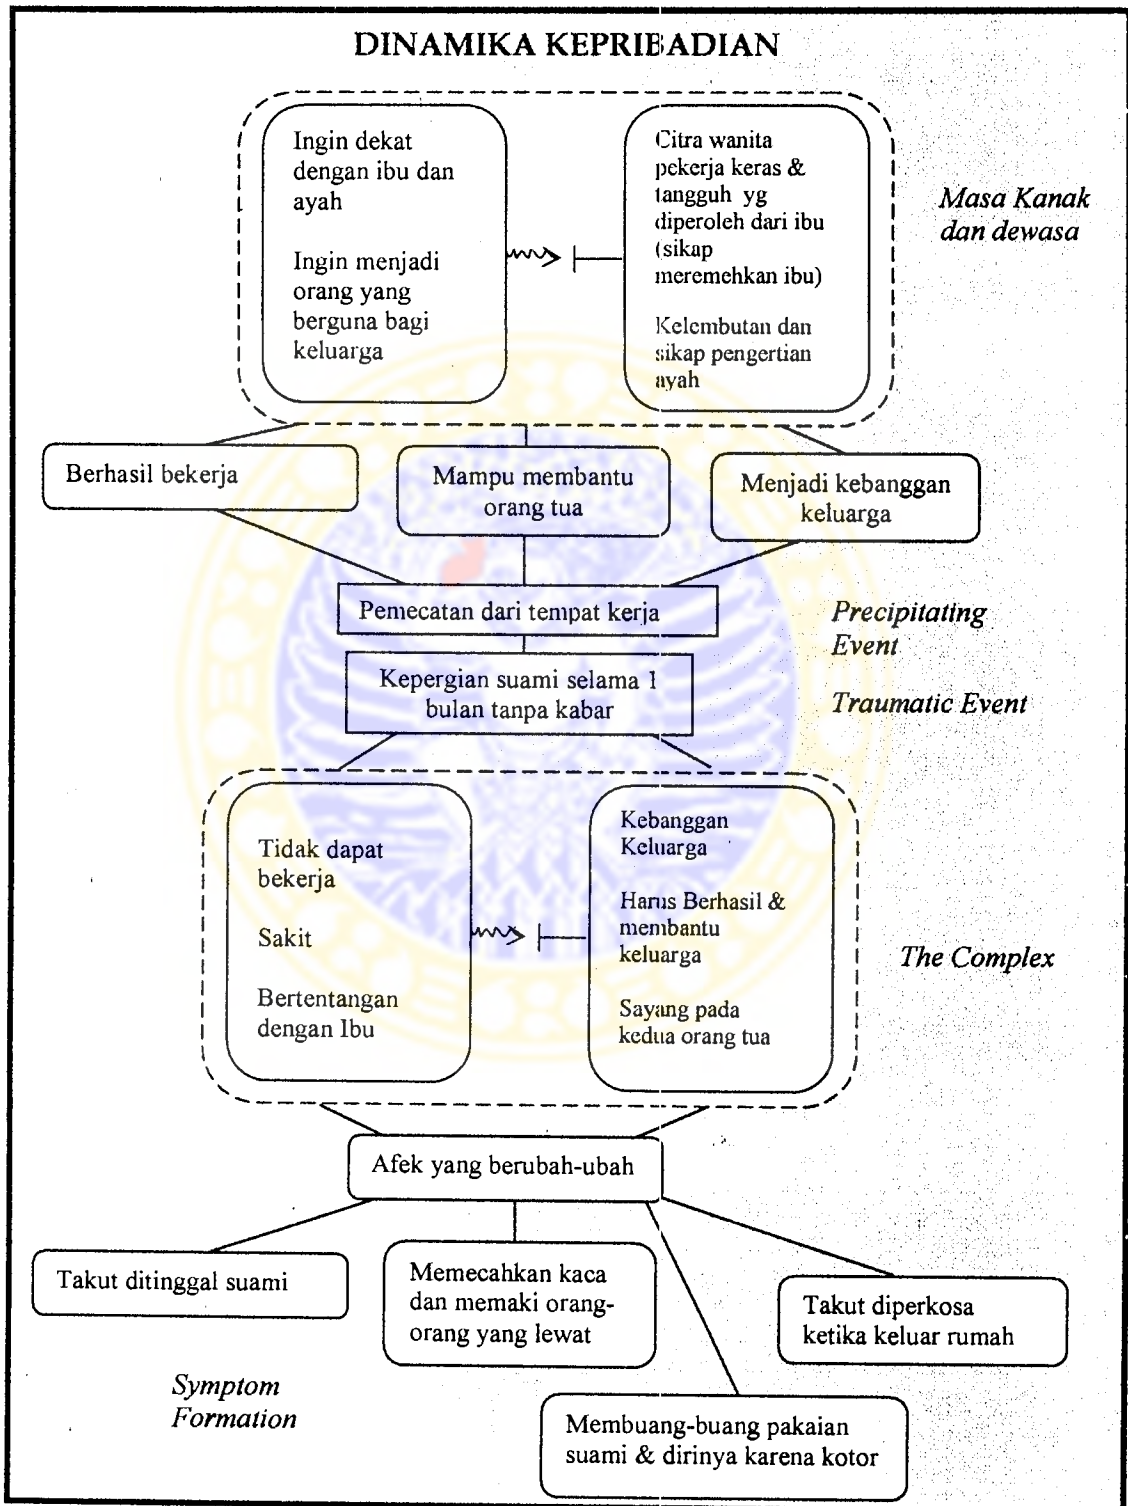 DINAMIKA KEPRIBADIAN
Ingin dekat
dengan ibu dan
ayah
Ingin menjadi
orang yang
berguna bagi
keluarga
Citra wanita
pekerja keras &
tangguh yg
diperoleh dari ibu
(sikap
meremehkan ibu)
Kelembutan dan
sikap pengertian
ayah
Masa Kanak
dan dewasa
Berhasil bekerja
Mampu membantu
orang tua
Menjadi kebanggan
keluarga
Pemecatan dari tempat kerja
Precipitating
Event
Kepergian suami selama 1
bulan tanpa kabar
Traumatic Event
Tidak dapat
bekerja
Sakit
Bertentangan
dengan Ibu
Kebanggan
Keluarga
Harus Berhasil &
membantu
keluarga
Sayang pada
kedua orang tua
The Complex
Afek yang berubah-ubah
Takut ditinggal suami
Memecahkan kaca
dan memaki orang-
orang yang lewat
Takut diperkosa
ketika keluar rumah
Symptom
Formation
Membuang-buang pakaian
suami & dirinya karena kotor